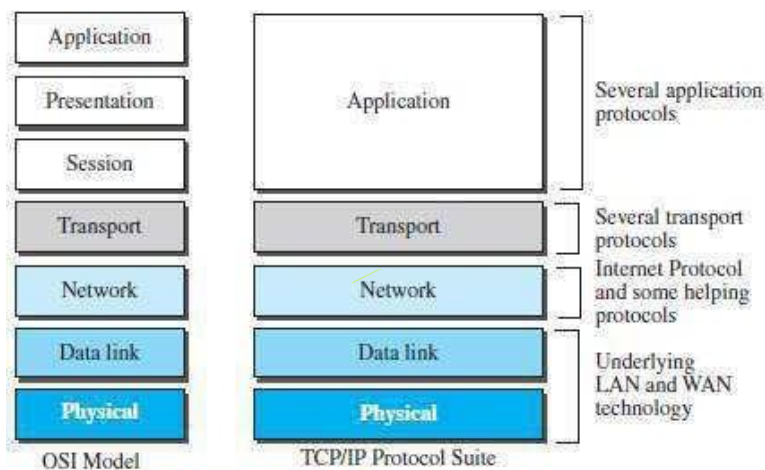 Application
Presentation
Session
Transport
Network
Data link
Physical
OSI Model
Application
Transport
Network
Data link
Physical
TCP/IP Protocol Suite
Several application
protocols
Several transport
protocols
Internet Protocol
and some helping
protocols
Underlying
LAN and WAN
technology